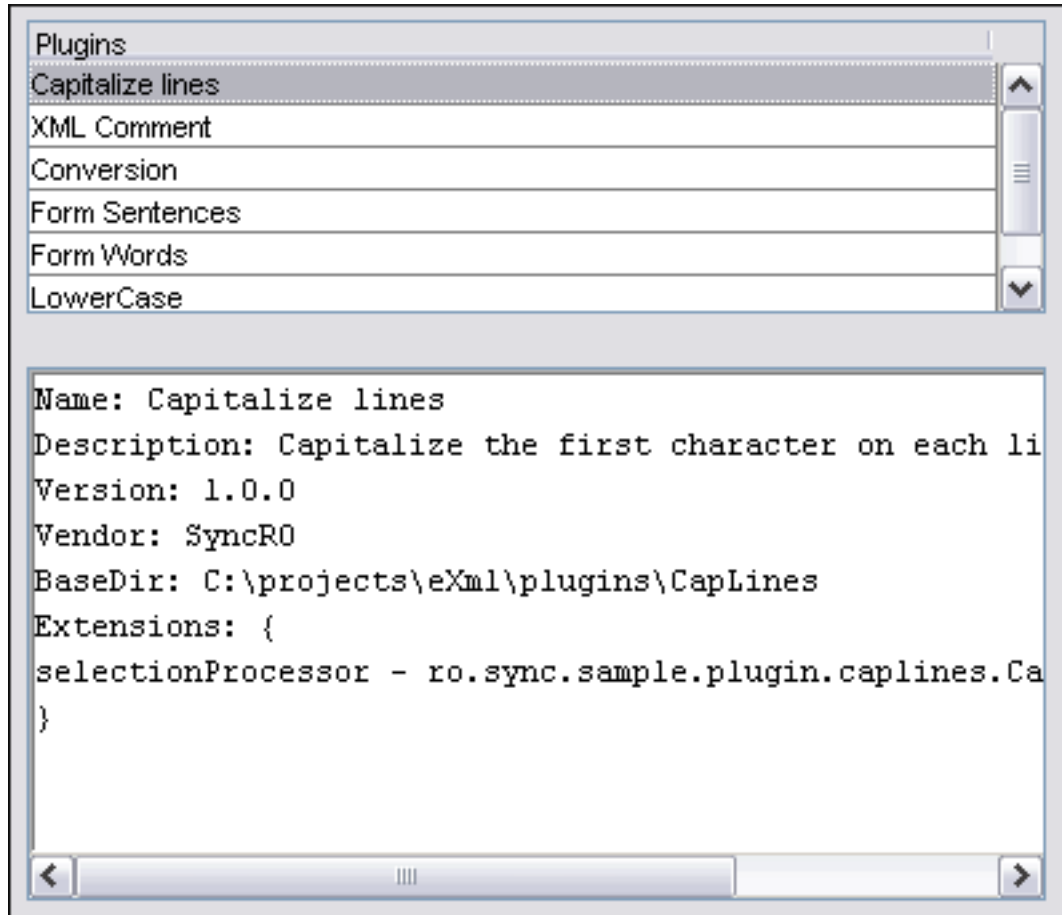 Plugins
Capitalize lines
XML Comment
Conversion
Form Sentences
Form Words
LowerCase
Name: Capitalize lines
Description: Capitalize the first character on each li
Version: 1.0.0
Vendor: SyncRO
BaseDir: C:\projects\eXml\plugins\CapLines
Extensions: {
selectionProcessor - ro.sync.sample.plugin.caplines.Ca
}